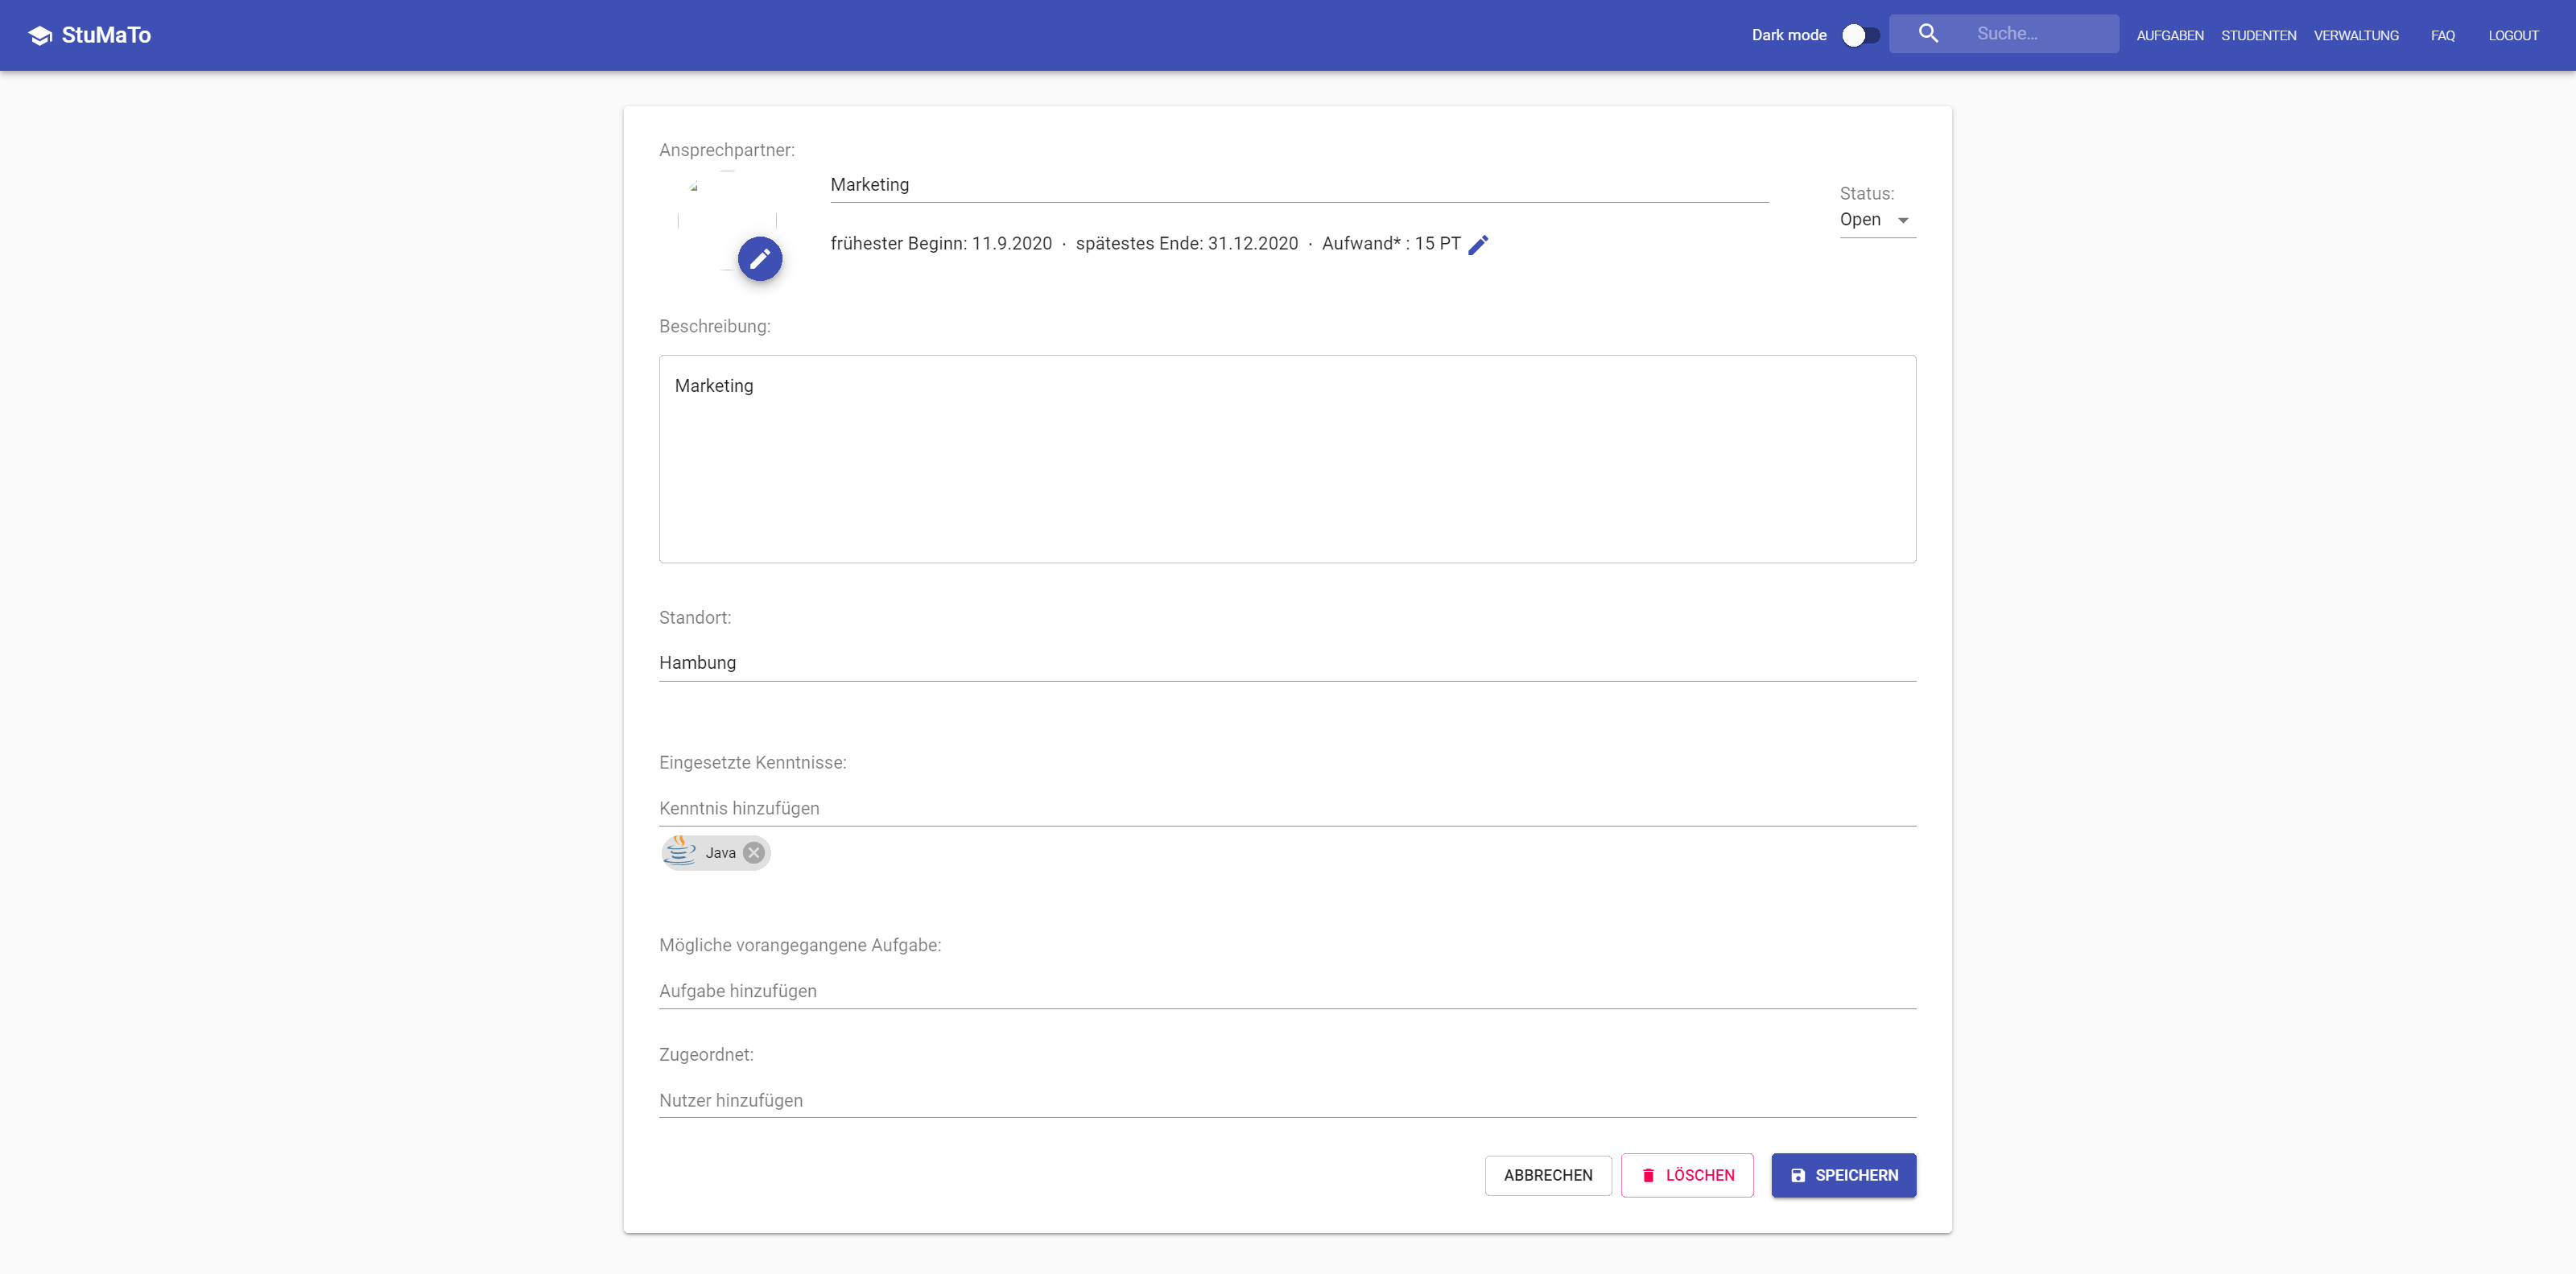 StuMaTo
Dark mode
Suche...
AUFGABEN STUDENTEN VERWALTUNG FAQ LOGOUT
Ansprechpartner:
Marketing
Status:
Open
frühester Beginn: 11.9.2020 · spätestes Ende: 31.12.2020 · Aufwand* : 15 PT
Beschreibung:
Marketing
Standort:
Hambung
Eingesetzte Kenntnisse:
Kenntnis hinzufügen
Java
Mögliche vorangegangene Aufgabe:
Aufgabe hinzufügen
Zugeordnet:
Nutzer hinzufügen
ABBRECHEN LÖSCHEN SPEICHERN